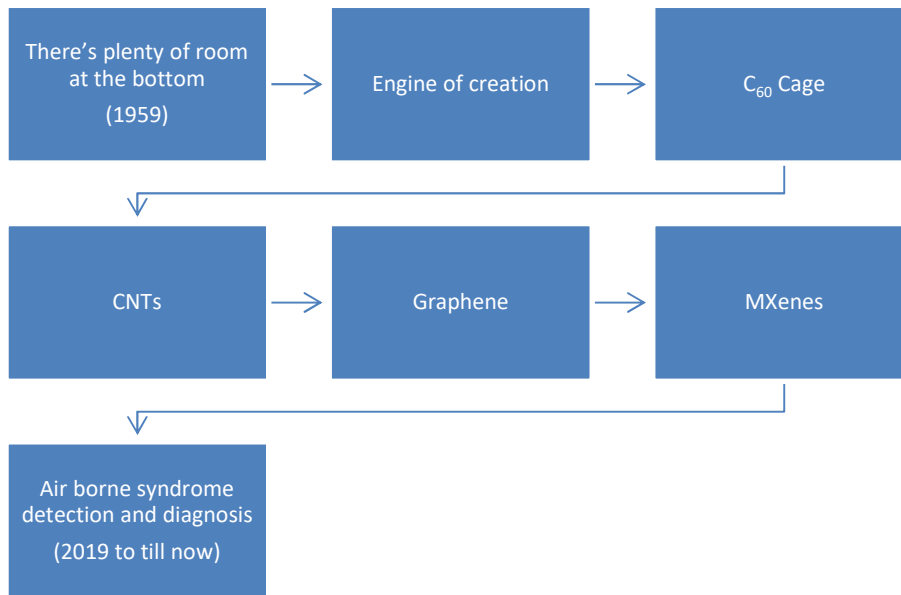 There’s plenty of room
at the bottom
(1959)
Engine of creation
C₆₀ Cage
CNTs
Graphene
MXenes
Air borne syndrome
detection and diagnosis
(2019 to till now)